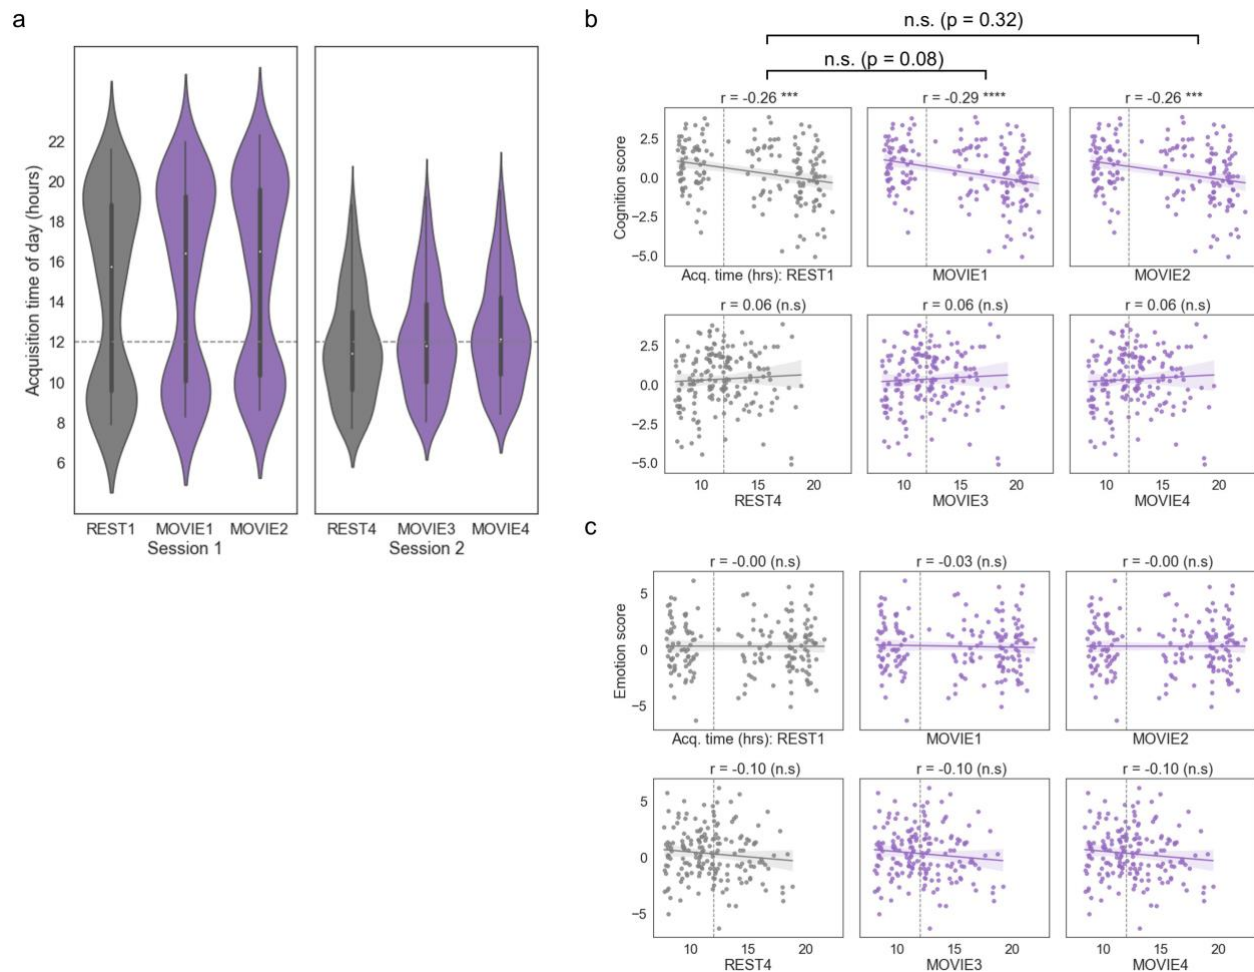 a
Acquisition time of day (hours)
22
20
18
16
14
12
10
8
6
REST1 MOVIE1 MOVIE2
Session 1
REST4 MOVIE3 MOVIE4
Session 2
b
n.s. (p = 0.32)
n.s. (p = 0.08)
r = -0.26 *** r = -0.29 **** r = -0.26 ***
Cognition score
2.5
0.0
−2.5
−5.0
Acq. time (hrs): REST1 MOVIE1 MOVIE2
r = 0.06 (n.s) r = 0.06 (n.s) r = 0.06 (n.s)
2.5
0.0
−2.5
−5.0
10 15 20 10 15 20 10 15 20
REST4 MOVIE3 MOVIE4
c
r = -0.00 (n.s) r = -0.03 (n.s) r = -0.00 (n.s)
Emotion score
5
0
−5
Acq. time (hrs): REST1 MOVIE1 MOVIE2
r = -0.10 (n.s) r = -0.10 (n.s) r = -0.10 (n.s)
5
0
−5
10 15 20 10 15 20 10 15 20
REST4 MOVIE3 MOVIE4